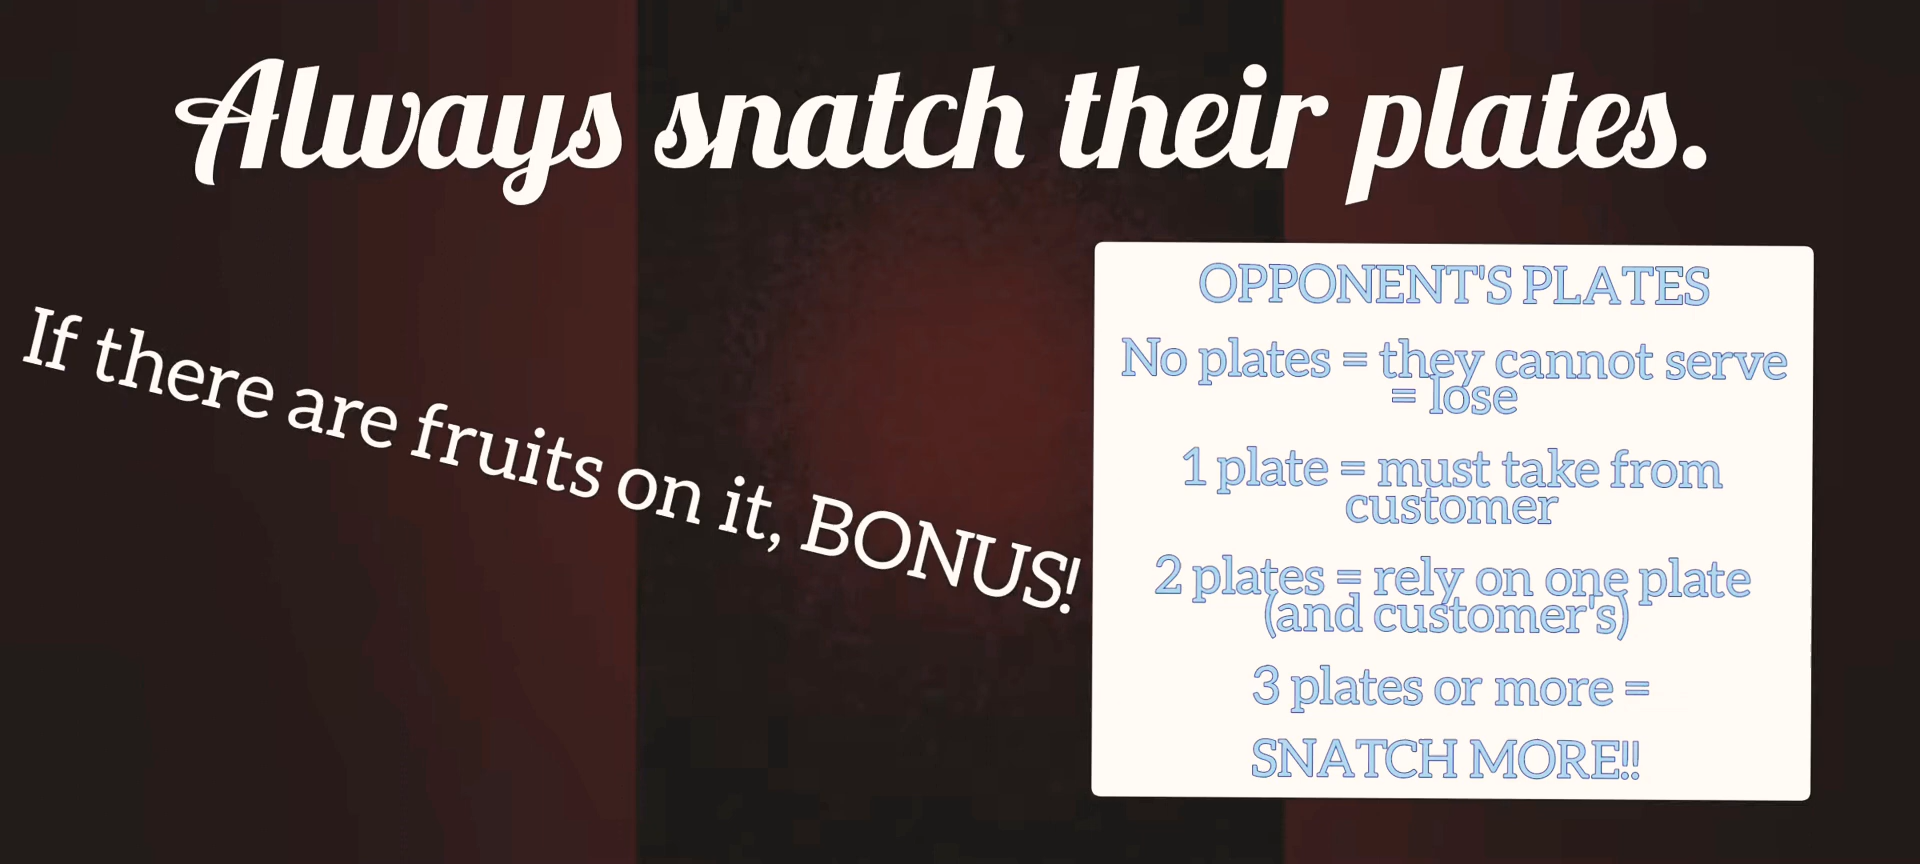 Always snatch their plates.
If there are fruits on it, BONUS!
OPPONENT'S PLATES
No plates = they cannot serve
= lose
1 plate = must take from
customer
2 plates = rely on one plate
(and customer's)
3 plates or more =
SNATCH MORE!!